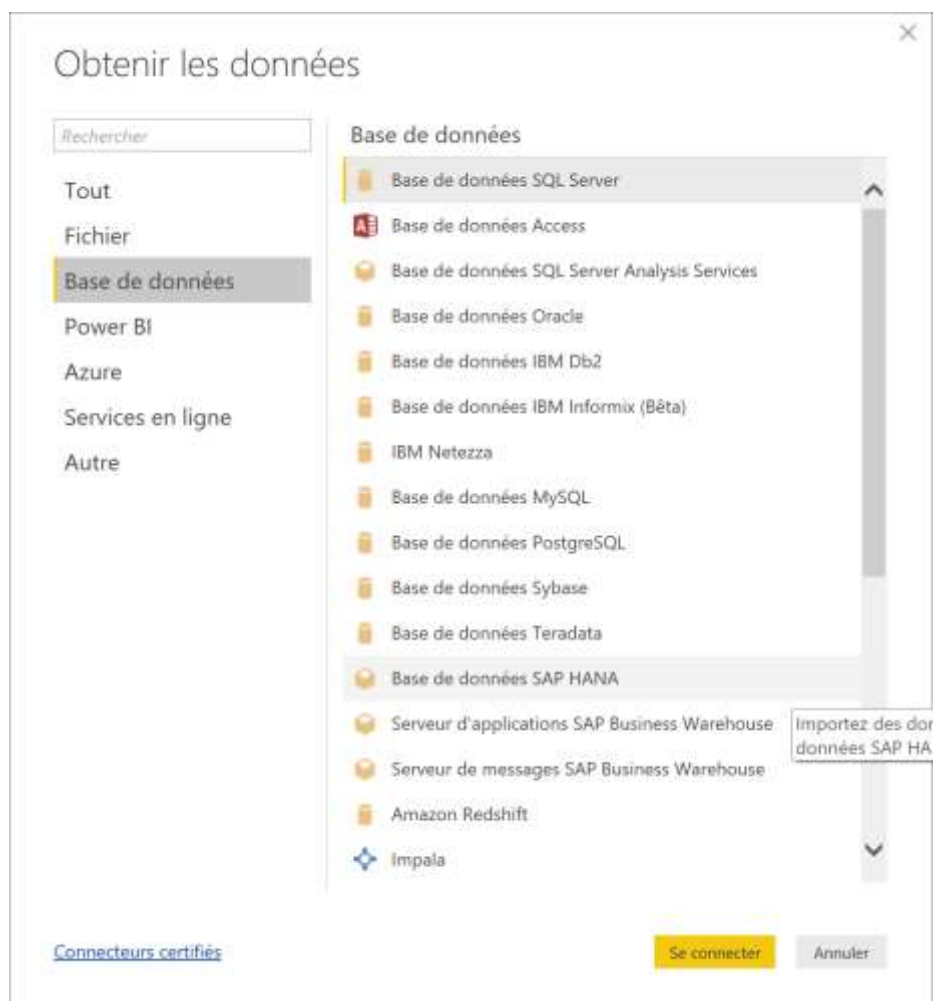 Obtenir les données
Rechercher
Tout
Fichier
Base de données
Power BI
Azure
Services en ligne
Autre
Base de données
Base de données SQL Server
Base de données Access
Base de données SQL Server Analysis Services
Base de données Oracle
Base de données IBM Db2
Base de données IBM Informix (Bêta)
IBM Netezza
Base de données MySQL
Base de données PostgreSQL
Base de données Sybase
Base de données Teradata
Base de données SAP HANA
Serveur d'applications SAP Business Warehouse
Importez des dor
données SAP HA
Serveur de messages SAP Business Warehouse
Amazon Redshift
Impala
Connecteurs certifiés
Se connecter
Annuler